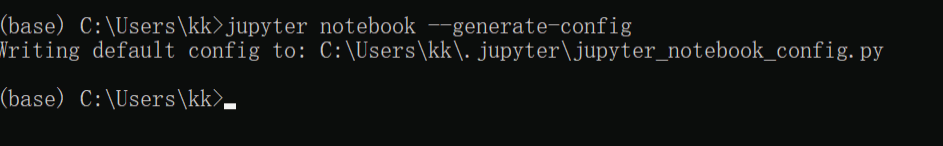 (base) C:\Users\kk>jupyter notebook --generate-config
Writing default config to: C:\Users\kk\.jupyter\jupyter_notebook_config.py
(base) C:\Users\kk>